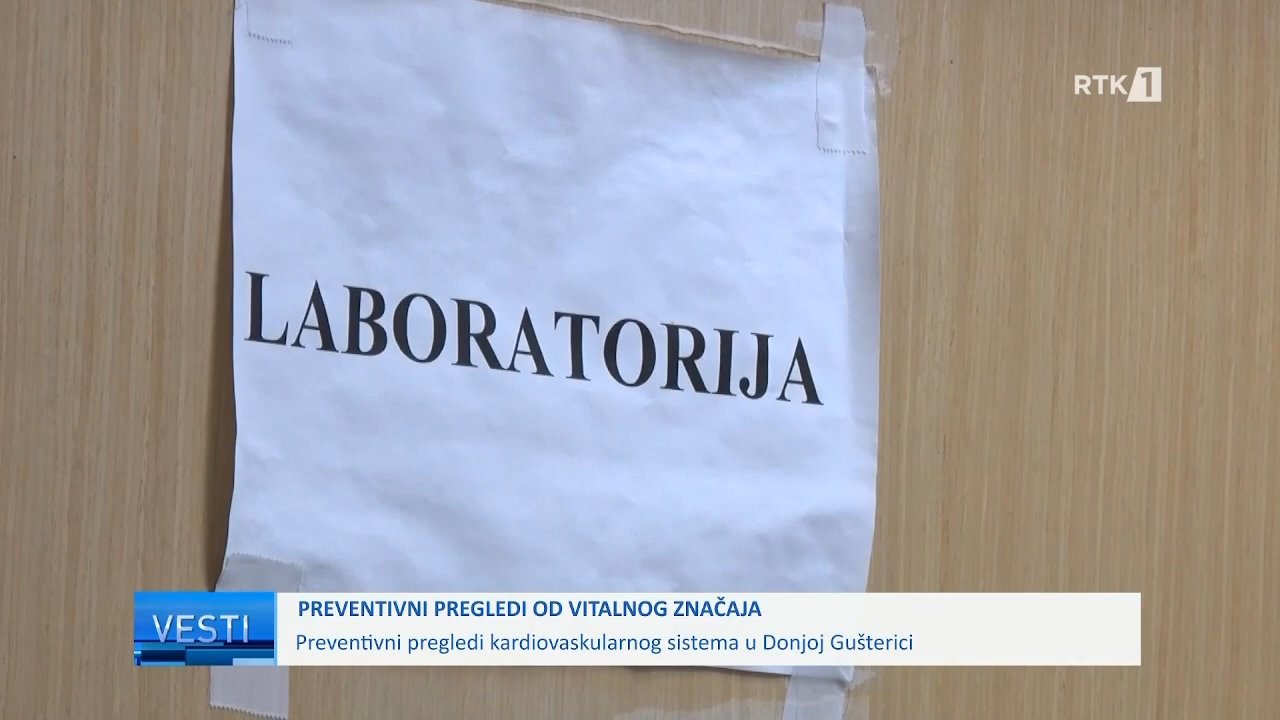 RTK 1
LABORATORIJA
PREVENTIVNI PREGLEDI OD VITALNOG ZNAČAJA
VESTI
Preventivni pregledi kardiovaskularnog sistema u Donjoj Gušterici